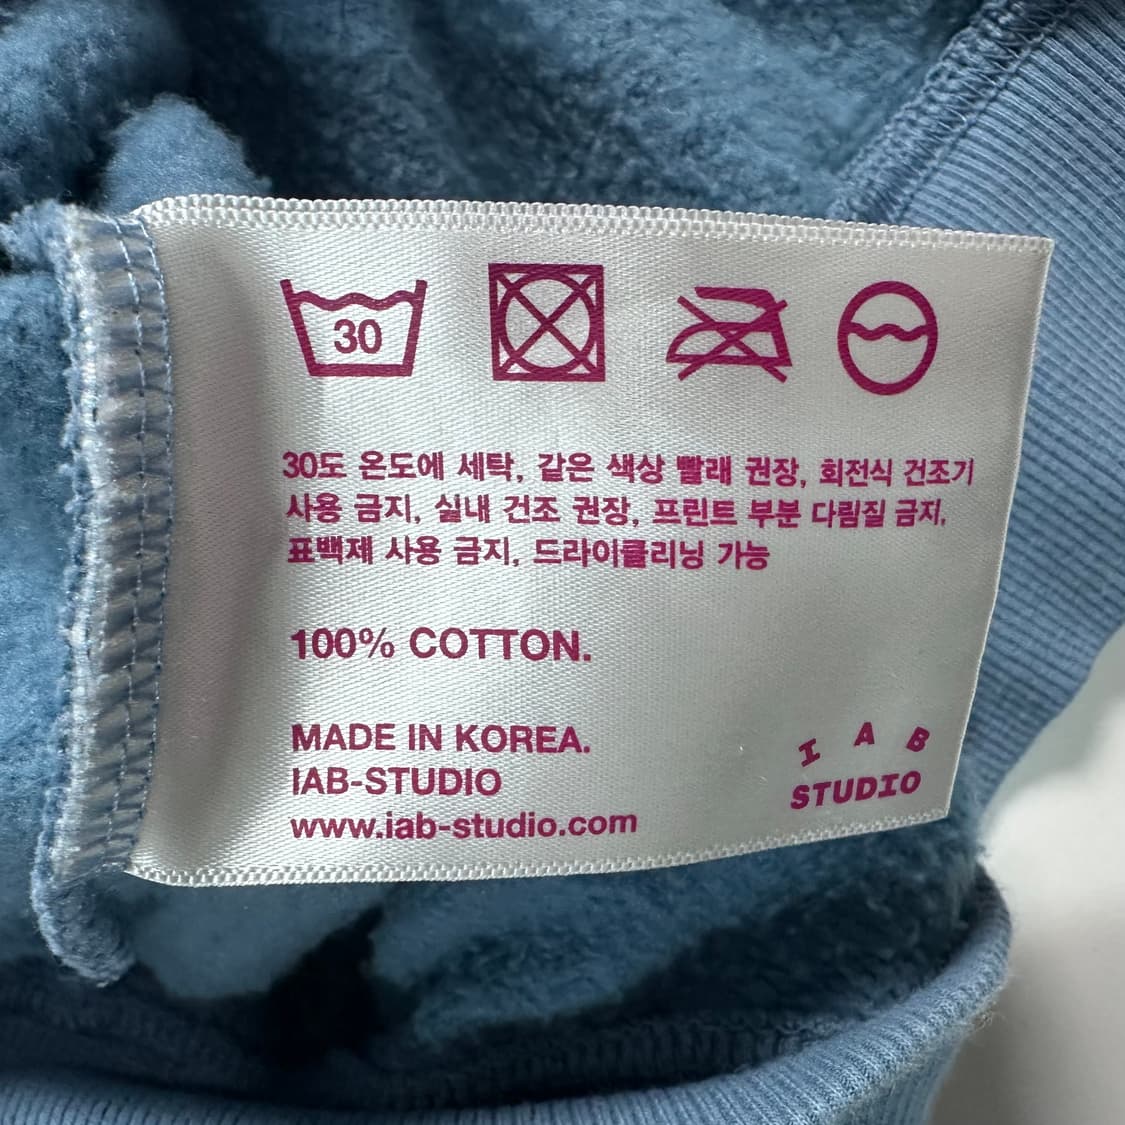 30
30도 온도에 세탁, 같은 색상 빨래 권장, 회전식 건조기
사용 금지, 실내 건조 권장, 프린트 부분 다림질 금지,
표백제 사용 금지, 드라이클리닝 가능
100% COTTON.
MADE IN KOREA.
IAB-STUDIO
www.iab-studio.com
I A B
STUDIO